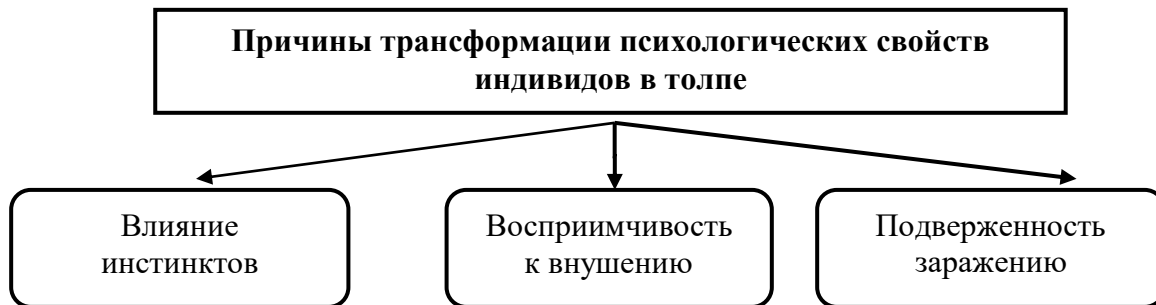 Причины трансформации психологических свойств
индивидов в толпе
Влияние
инстинктов
Восприимчивость
к внушению
Подверженность
заражению